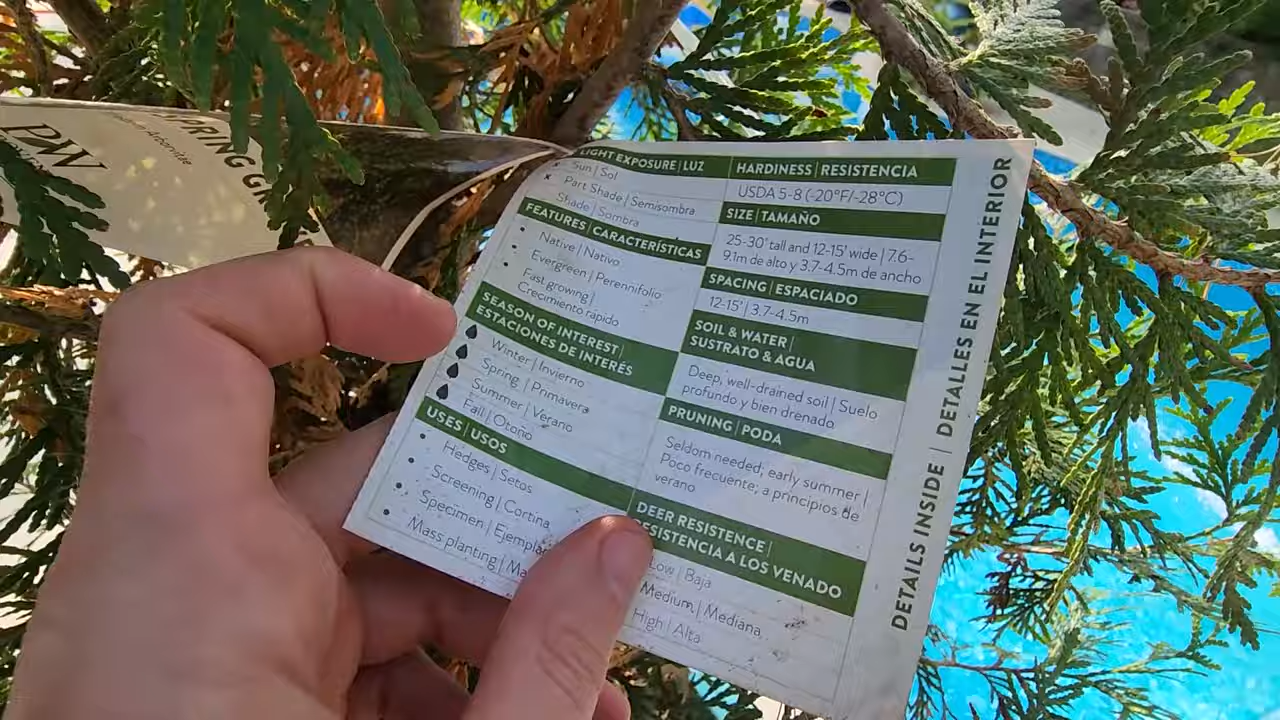 PW
SPRING G
Arborvitae
LIGHT EXPOSURE | LUZ
Sun | Sol
x Part Shade | Semisombra
Shade | Sombra
FEATURES | CARACTERÍSTICAS
• Native | Nativo
• Evergreen | Perennifolio
• Fast growing |
Crecimiento rápido
SEASON OF INTEREST |
ESTACIONES DE INTERÉS
Winter | Invierno
Spring | Primavera
Summer | Verano
Fall | Otoño
USES | USOS
• Hedges | Setos
• Screening | Cortina
• Specimen | Ejempla
• Mass planting | Ma
HARDINESS | RESISTENCIA
USDA 5-8 (-20°F/-28°C)
SIZE | TAMAÑO
25-30' tall and 12-15' wide | 7.6-
9.1m de alto y 3.7-4.5m de ancho
SPACING | ESPACIADO
12-15' | 3.7-4.5m
SOIL & WATER |
SUSTRATO & AGUA
Deep, well-drained soil | Suelo
profundo y bien drenado
PRUNING | PODA
Seldom needed; early summer |
Poco frecuente; a principios de
verano
DEER RESISTENCE |
RESISTENCIA A LOS VENADO
Low | Baja
Medium | Mediana
High | Alta
DETAILS INSIDE | DETALLES EN EL INTERIOR